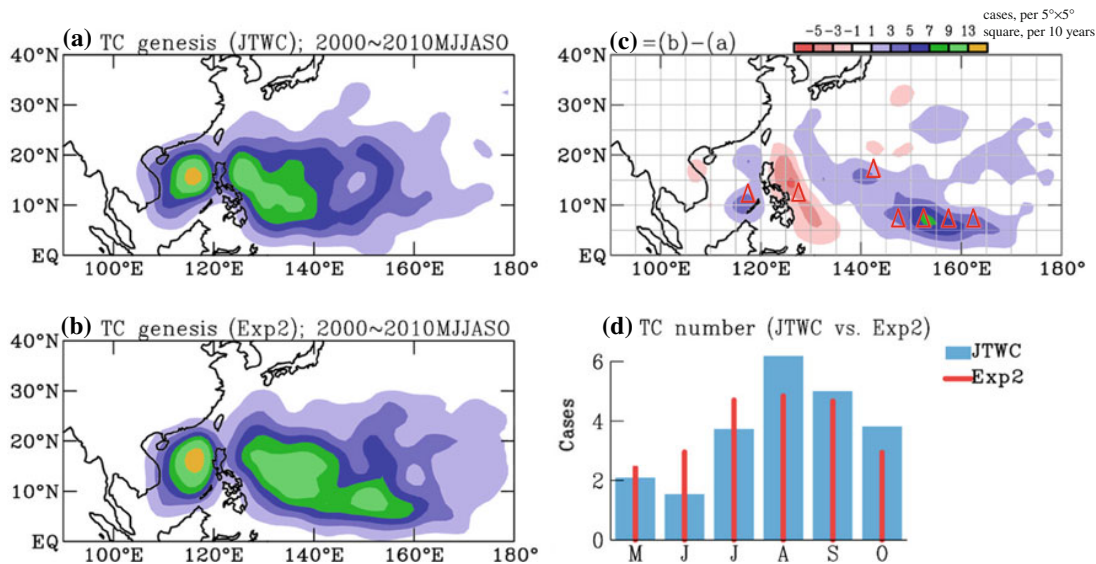 (a) TC genesis (JTWC); 2000~2010MJJASO
40°N
30°N
20°N
10°N
EQ
100°E 120°E 140°E 160°E 180°
(c) =(b)-(a)
cases, per 5°×5°
square, per 10 years
-5 -3 -1 1 3 5 7 9 13
40°N
30°N
20°N
10°N
EQ
100°E 120°E 140°E 160°E 180°
(b) TC genesis (Exp2); 2000~2010MJJASO
40°N
30°N
20°N
10°N
EQ
100°E 120°E 140°E 160°E 180°
(d) TC number (JTWC vs. Exp2)
JTWC
Exp2
Cases
6
4
2
0
M J J A S O